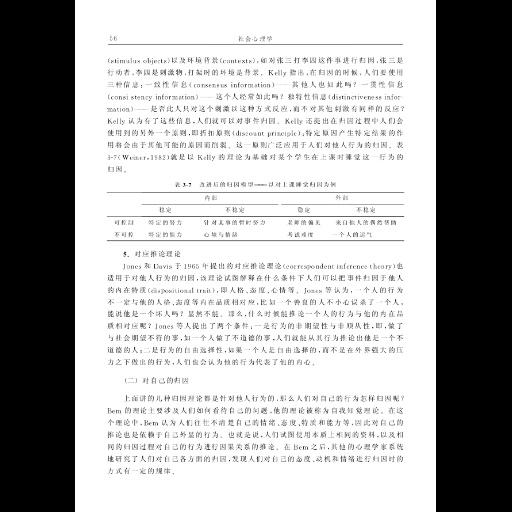 56
社会心理学
(stimulus objects)以及环境背景(contexts),如对张三打李四这件事进行归因,张三是
行动者,李四是刺激物,打架时的环境是背景。Kelly 指出,在归因的时候,人们要使用
三种信息:一致性信息(consensus information)——其他人也如此吗?一贯性信息
(consistency information)——这个人经常如此吗?独特性信息(distinctiveness infor-
mation)——是否此人只对这个刺激以这种方式反应,而不对其他刺激有同样的反应?
Kelly 认为有了这些信息,人们就可以对事件归因。Kelly 还提出在归因过程中人们会
使用到的另外一个原则,即折扣原则(discount principle):特定原因产生特定结果的作
用将会由于其他可能的原因而削弱。这一原则广泛应用于人们对他人行为的归因。表
3-7(Weiner,1982)就是以 Kelly 的理论为基础对某个学生在上课时睡觉这一行为的
归因。
表 3-7 改进后的归因模型——以对上课睡觉归因为例
内部 外部
稳定 不稳定 稳定 不稳定
可控制 特定的努力 针对某事的暂时努力 老师的偏见 来自他人的偶然帮助
不可控 特定的能力 心境与情绪 考试难度 一个人的运气
5. 对应推论理论
Jones 和 Davis 于 1965 年提出的对应推论理论(correspondent inference theory)也
适用于对他人行为的归因,该理论试图解释在什么条件下人们可以把事件归因于他人
的内在特质(dispositional trait),即人格、态度、心情等。Jones 等认为,一个人的行为
不一定与他的人格、态度等内在品质相对应,比如一个善良的人不小心误杀了一个人,
能说他是一个坏人吗?显然不能。那么,什么时候能推论一个人的行为与他的内在品
质相对应呢?Jones 等人提出了两个条件:一是行为的非期望性与非顺从性,即,做了
与社会期望不符的事,如一个人做了不道德的事,人们就能从其行为推论出他是一个不
道德的人;二是行为的自由选择性,如果一个人是自由选择的,而不是在外界强大的压
力之下做出的行为,人们也会认为他的行为代表了他的内心。
(二) 对自己的归因
上面讲的几种归因理论都是针对他人行为的,那么人们对自己的行为怎样归因呢?
Bem 的理论主要涉及人们如何看待自己的问题,他的理论被称为自我知觉理论。在这
个理论中,Bem 认为人们往往不清楚自己的情绪、态度、特质和能力等,因此对自己的
推论也是依赖于自己外显的行为。也就是说,人们试图使用本质上相同的资料,以及相
同的归因过程对自己的行为进行因果关系的推论。在 Bem 之后,其他的心理学家系统
地研究了人们对自己各方面的归因,发现人们对自己的态度、动机和情绪进行归因时的
方式有一定的规律。